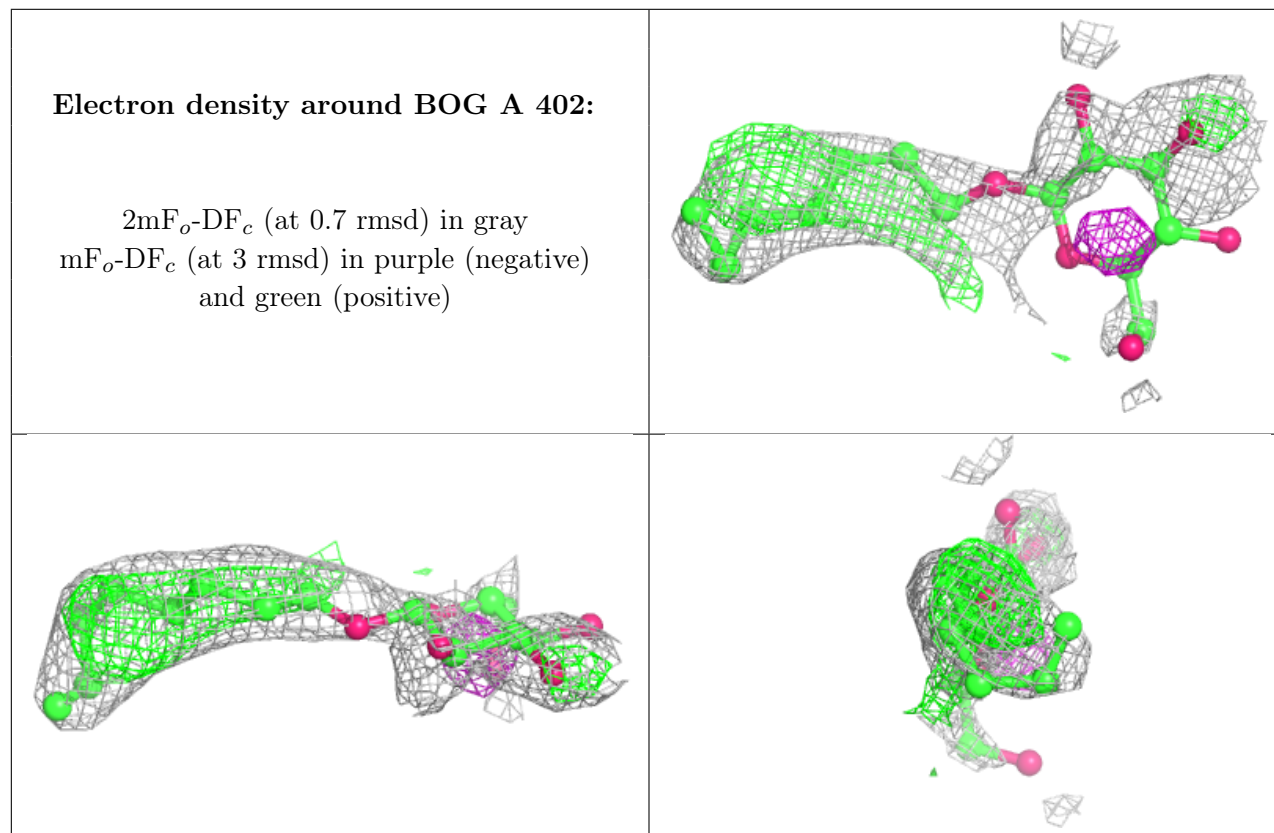 Electron density around BOG A 402:
2mFo-DFc (at 0.7 rmsd) in gray
mFo-DFc (at 3 rmsd) in purple (negative)
and green (positive)